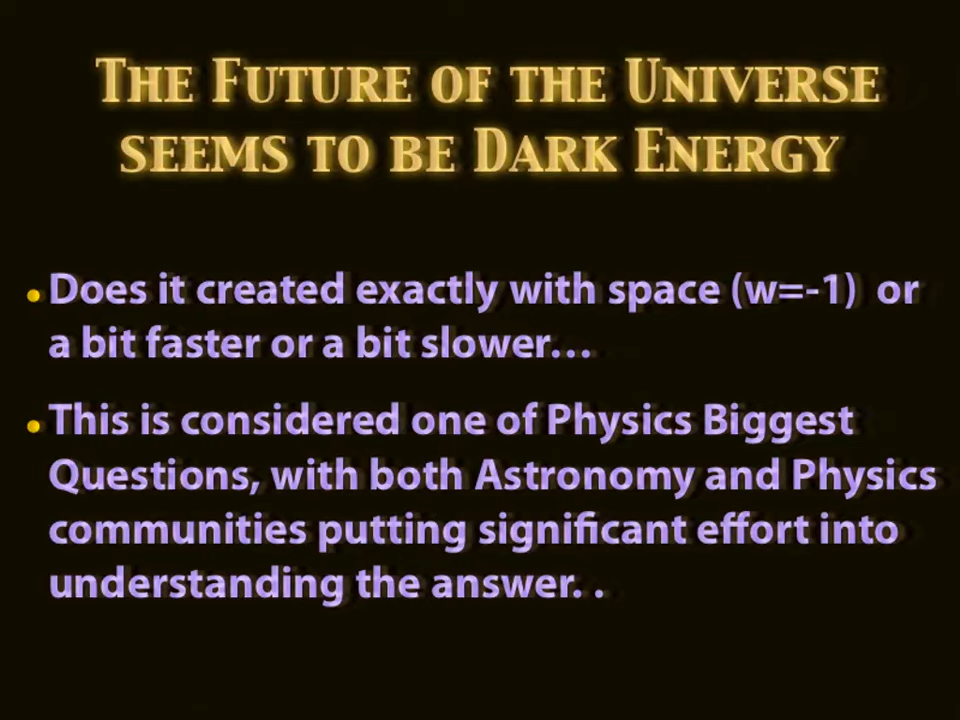 The Future of the Universe
seems to be Dark Energy
• Does it created exactly with space (w=-1) or
a bit faster or a bit slower…
• This is considered one of Physics Biggest
Questions, with both Astronomy and Physics
communities putting significant effort into
understanding the answer. .